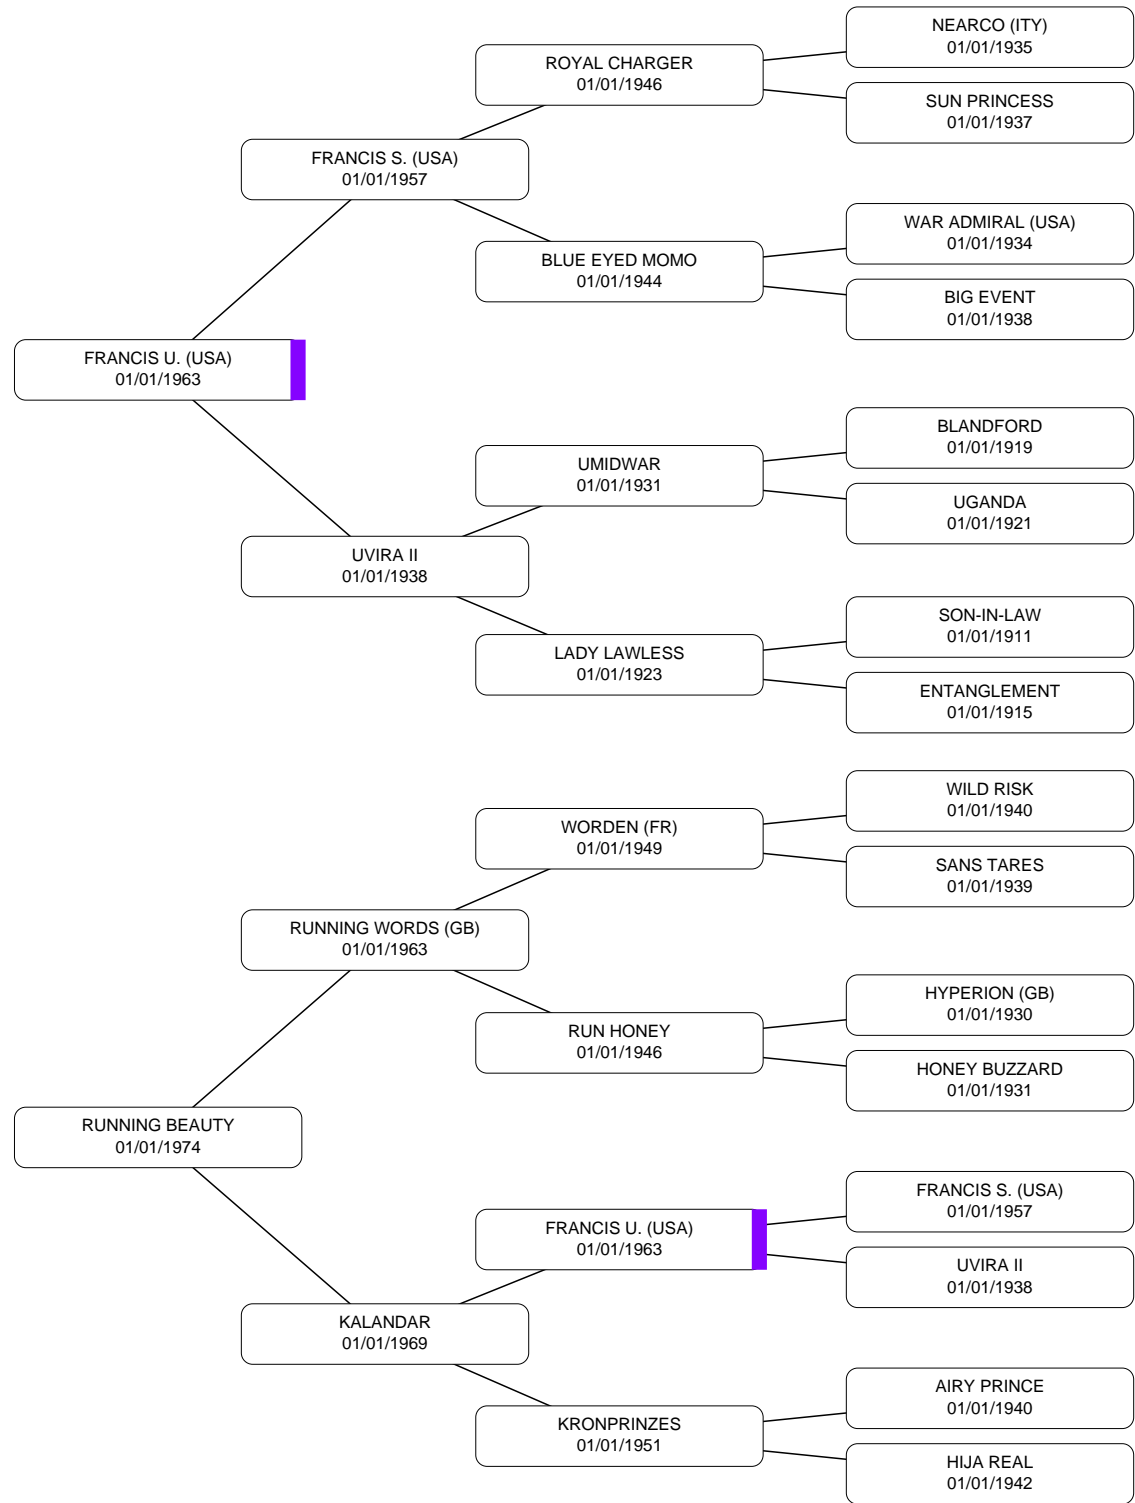 NEARCO (ITY)
01/01/1935
ROYAL CHARGER
01/01/1946
SUN PRINCESS
01/01/1937
FRANCIS S. (USA)
01/01/1957
WAR ADMIRAL (USA)
01/01/1934
BLUE EYED MOMO
01/01/1944
BIG EVENT
01/01/1938
FRANCIS U. (USA)
01/01/1963
BLANDFORD
01/01/1919
UMIDWAR
01/01/1931
UGANDA
01/01/1921
UVIRA II
01/01/1938
SON-IN-LAW
01/01/1911
LADY LAWLESS
01/01/1923
ENTANGLEMENT
01/01/1915
WILD RISK
01/01/1940
WORDEN (FR)
01/01/1949
SANS TARES
01/01/1939
RUNNING WORDS (GB)
01/01/1963
HYPERION (GB)
01/01/1930
RUN HONEY
01/01/1946
HONEY BUZZARD
01/01/1931
RUNNING BEAUTY
01/01/1974
FRANCIS S. (USA)
01/01/1957
FRANCIS U. (USA)
01/01/1963
UVIRA II
01/01/1938
KALANDAR
01/01/1969
AIRY PRINCE
01/01/1940
KRONPRINZES
01/01/1951
HIJA REAL
01/01/1942